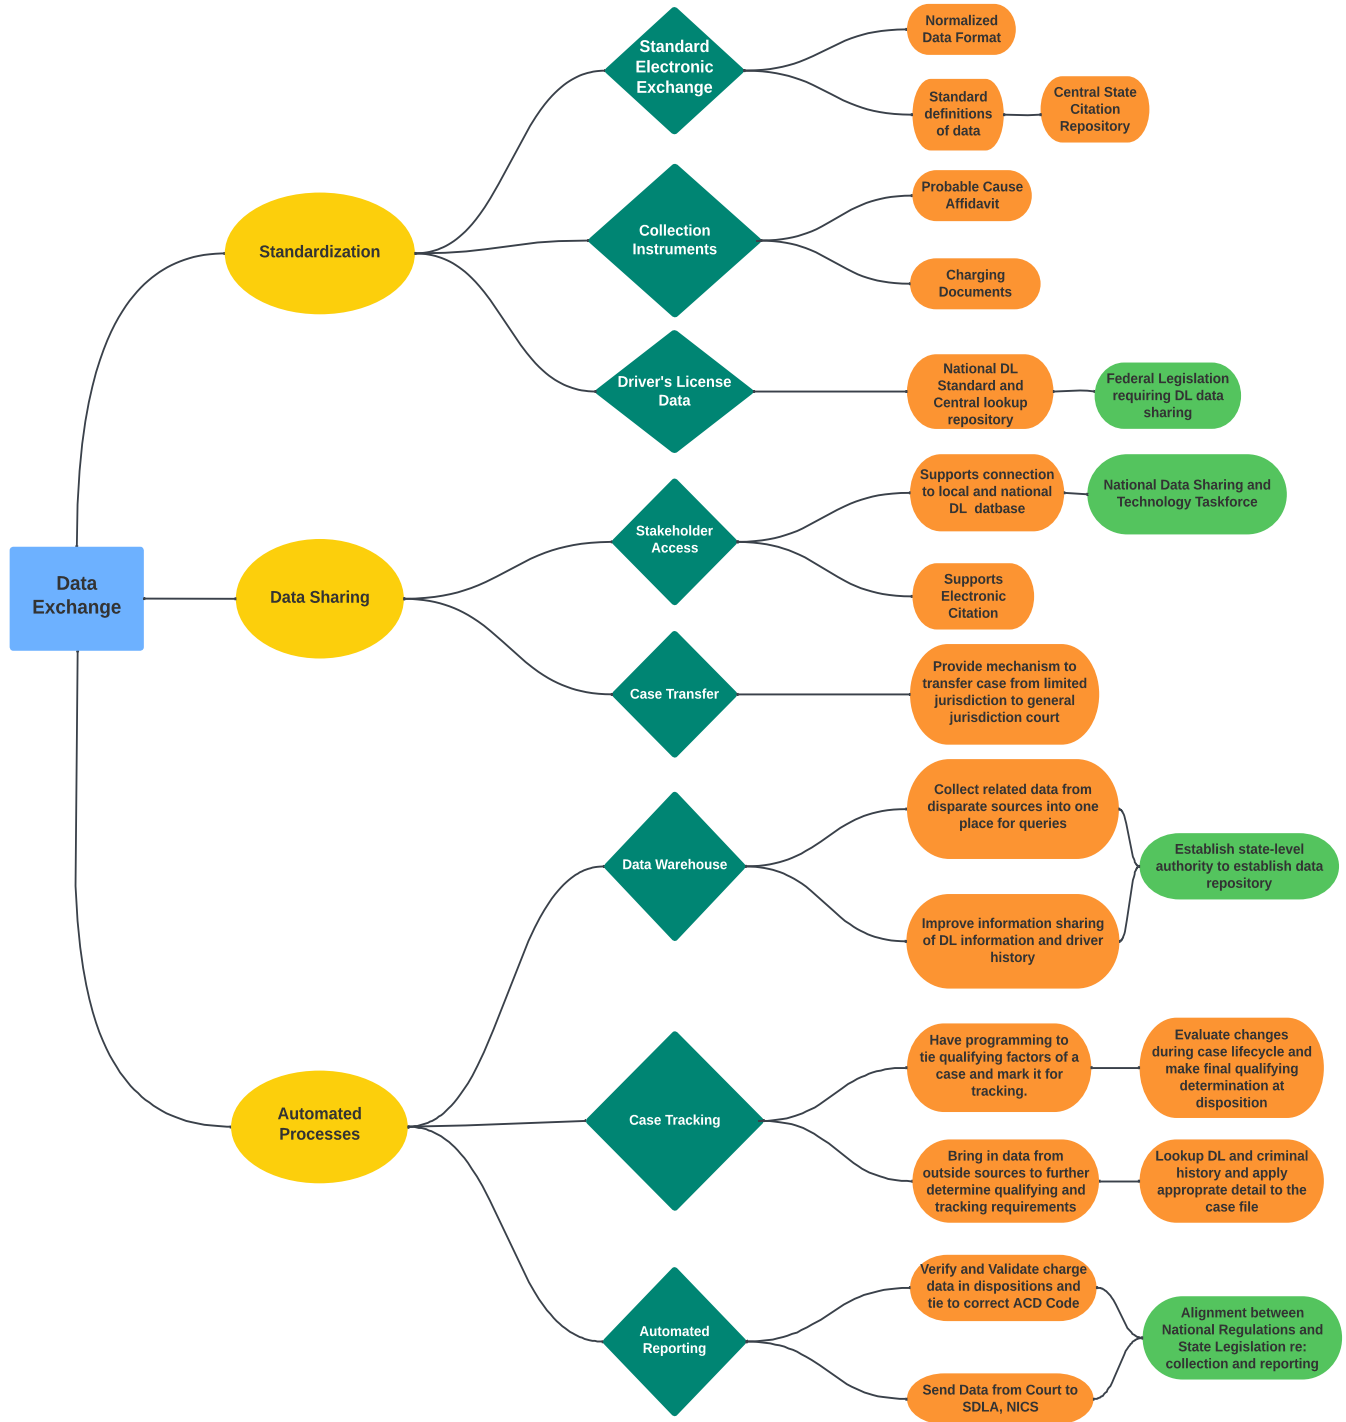 Data
Exchange
Standardization
Standard
Electronic
Exchange
Normalized
Data Format
Standard
definitions
of data
Central State
Citation
Repository
Collection
Instruments
Probable Cause
Affidavit
Charging
Documents
Driver's License
Data
National DL
Standard and
Central lookup
repository
Federal Legislation
requiring DL data
sharing
Data Sharing
Stakeholder
Access
Supports connection
to local and national
DL datbase
National Data Sharing and
Technology Taskforce
Supports
Electronic
Citation
Case Transfer
Provide mechanism to
transfer case from limited
jurisdiction to general
jurisdiction court
Automated
Processes
Data Warehouse
Collect related data from
disparate sources into one
place for queries
Improve information sharing
of DL information and driver
history
Establish state-level
authority to establish data
repository
Case Tracking
Have programming to
tie qualifying factors of a
case and mark it for
tracking.
Evaluate changes
during case lifecycle and
make final qualifying
determination at
disposition
Bring in data from
outside sources to further
determine qualifying and
tracking requirements
Lookup DL and criminal
history and apply
approprate detail to the
case file
Automated
Reporting
Verify and Validate charge
data in dispositions and
tie to correct ACD Code
Send Data from Court to
SDLA, NICS
Alignment between
National Regulations and
State Legislation re:
collection and reporting